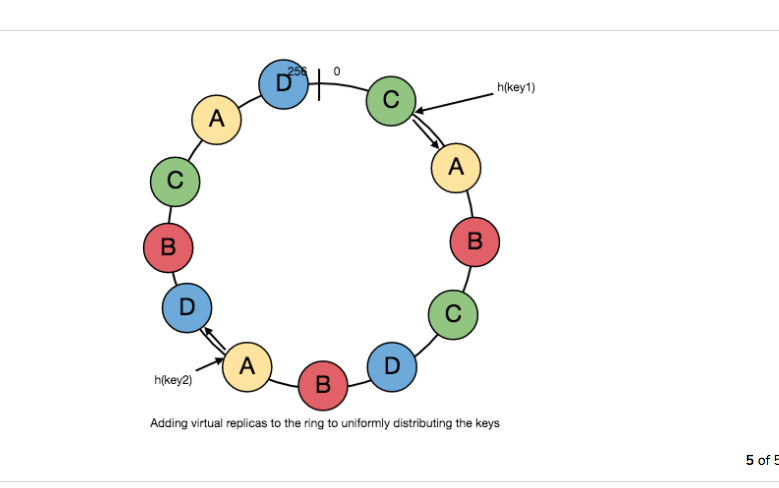 256
0
D
C
h(key1)
A
A
C
B
B
D
C
h(key2)
A
D
B
Adding virtual replicas to the ring to uniformly distributing the keys
5 of 5